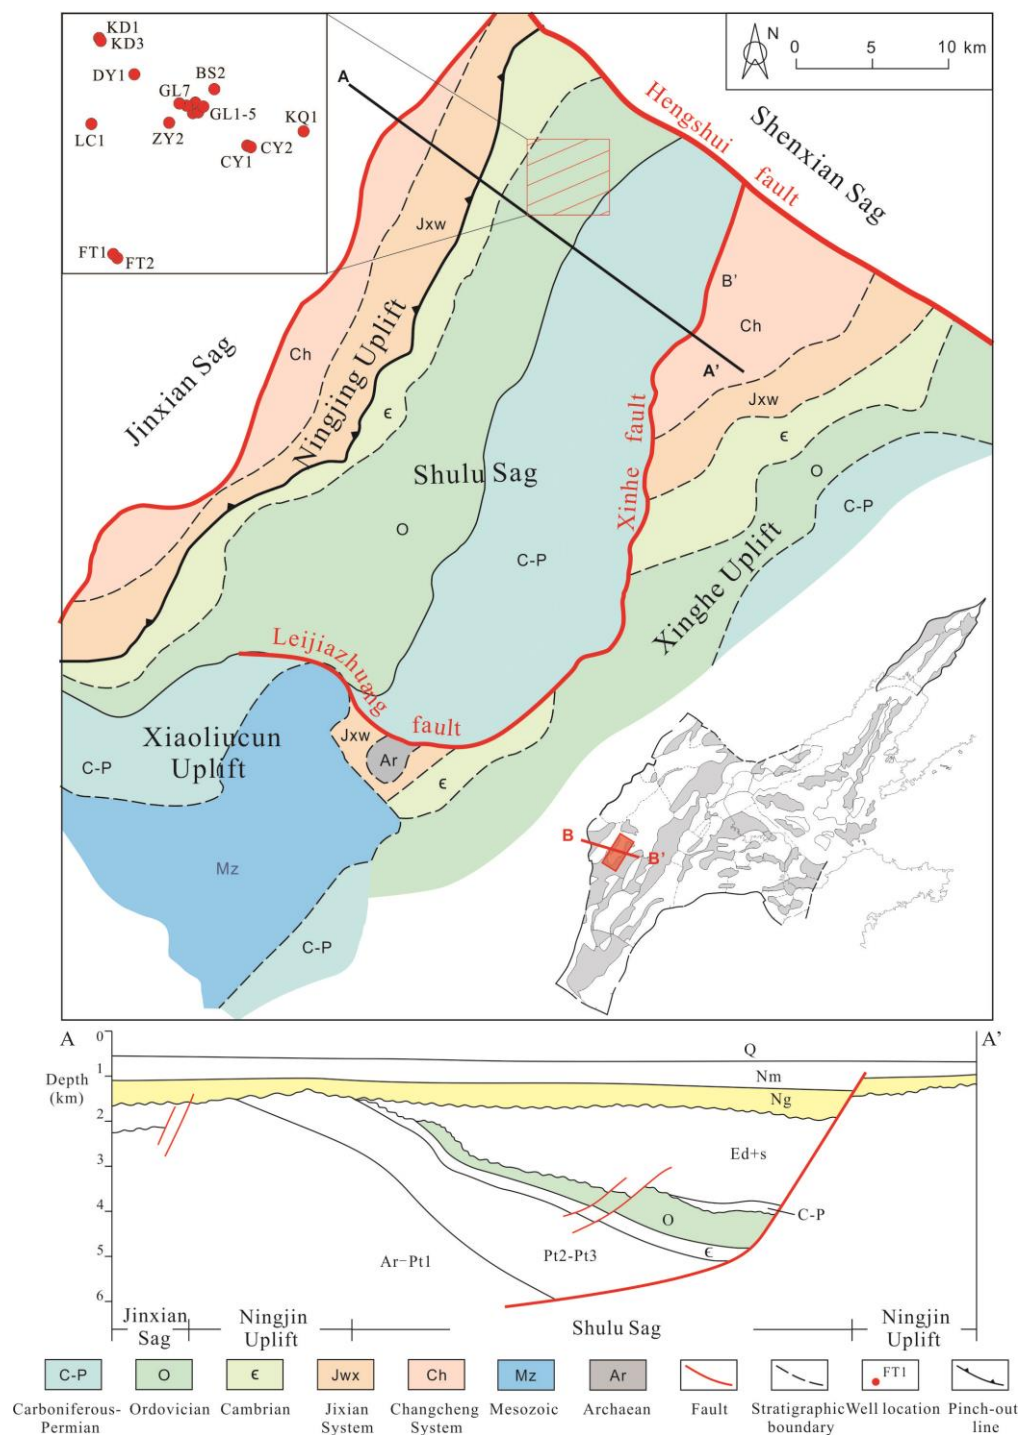 KD1
KD3
DY1
BS2
GL7
GL1-5
KQ1
LC1
ZY2
CY1
CY2
FT1
FT2
A
N
0 5 10 km
Hengshui fault
Shenxian Sag
Jxw
B’
Ch
A’
Jinxian Sag
Ch
Ningjing Uplift
Є
Jxw
Є
Shulu Sag
Xinhe fault
O
O
C-P
C-P
Xinghe Uplift
Leijiazhuang fault
Xiaoliucun
Uplift
Jxw
Ar
C-P
Є
Mz
B
B’
C-P
A
A’
Depth
(km)
0
1
2
3
4
5
6
Q
Nm
Ng
Ed+s
C-P
O
Є
Pt2-Pt3
Ar-Pt1
Jinxian
Sag
Ningjin
Uplift
Shulu Sag
Ningjin
Uplift
C-P
O
Є
Jwx
Ch
Mz
Ar
FT1
Carboniferous-
Permian
Ordovician
Cambrian
Jixian
System
Changcheng
System
Mesozoic
Archaean
Fault
Stratigraphic
boundary
Well location
Pinch-out
line